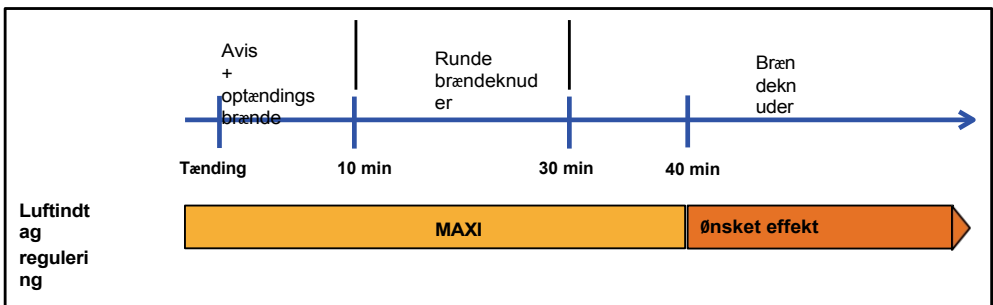 Avis
+
optændings
brænde
Runde
brændeknud
er
Bræn
dekn
uder
Tænding
10 min
30 min
40 min
Luftindt
ag
reguleri
ng
MAXI
Ønsket effekt